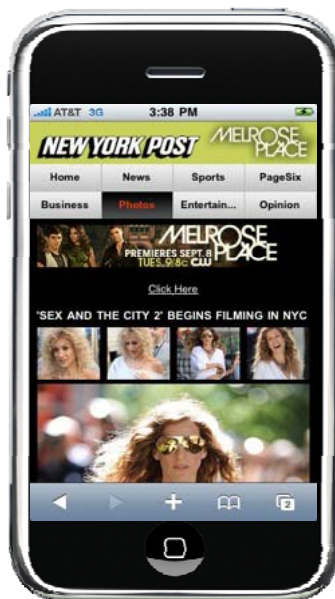 AT&T 3G 3:38 PM
NEW YORK POST MELROSE PLACE
Home News Sports PageSix
Business Photos Entertain... Opinion
MELROSE
PREMIERES SEPT. 8 PLACE
TUES. 9/8c CW
Click Here
'SEX AND THE CITY 2' BEGINS FILMING IN NYC
2